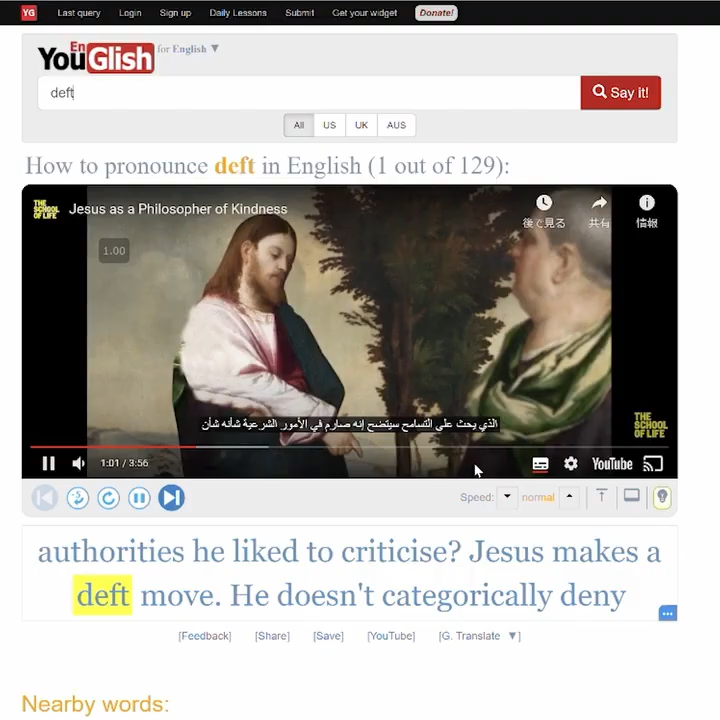 YG Last query Login Sign up Daily Lessons Submit Get your widget Donate!
YouEnGlish for English ▼
deft
Say it!
All US UK AUS
How to pronounce deft in English (1 out of 129):
THE SCHOOL OF LIFE
Jesus as a Philosopher of Kindness
後で見る 共有 情報
1.00
الذي يحث على التسامح سيتضح إنه صارم في الأمور الشرعية شأنه شأن
THE SCHOOL OF LIFE
1:01 / 3:56
YouTube
Speed: normal
authorities he liked to criticise? Jesus makes a
deft move. He doesn't categorically deny
[Feedback] [Share] [Save] [YouTube] [G. Translate ▼]
Nearby words: